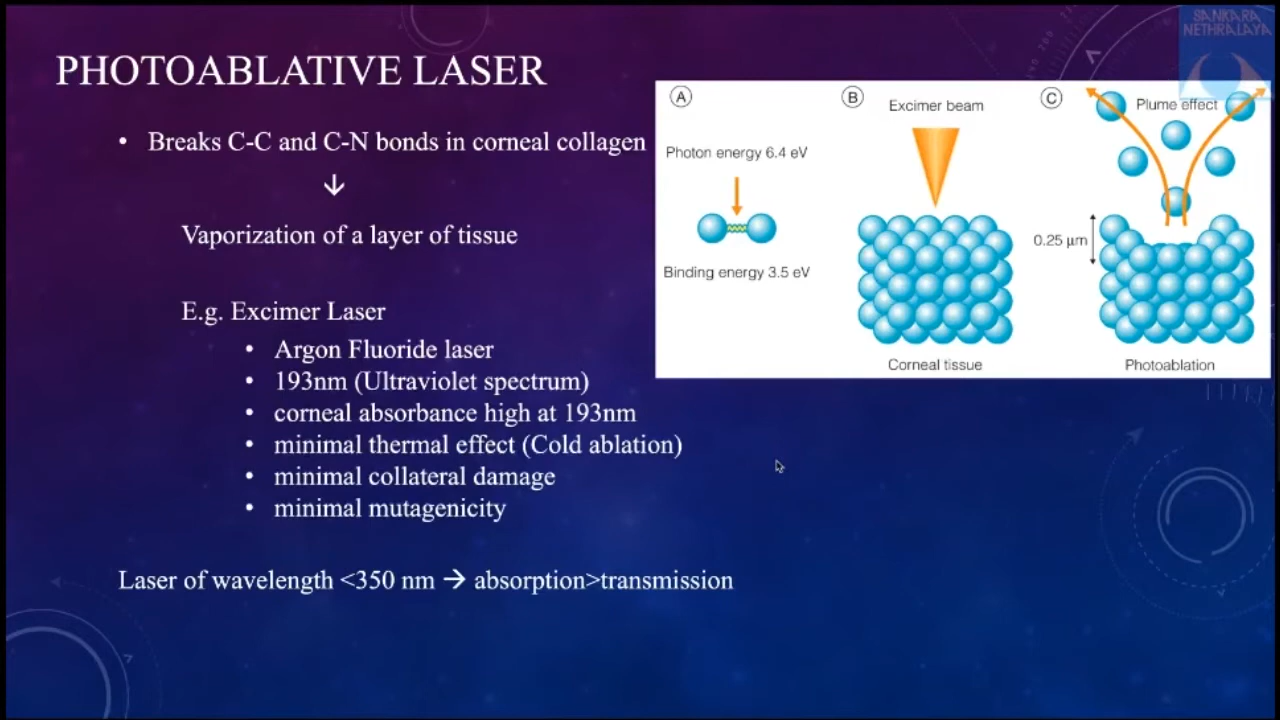 SANKARA
NETHRALAYA
PHOTOABLATIVE LASER
• Breaks C-C and C-N bonds in corneal collagen
↓
Vaporization of a layer of tissue
E.g. Excimer Laser
• Argon Fluoride laser
• 193nm (Ultraviolet spectrum)
• corneal absorbance high at 193nm
• minimal thermal effect (Cold ablation)
• minimal collateral damage
• minimal mutagenicity
Laser of wavelength <350 nm → absorption>transmission
A
Photon energy 6.4 eV
Binding energy 3.5 eV
B
Excimer beam
Corneal tissue
C
Plume effect
0.25 µm
Photoablation